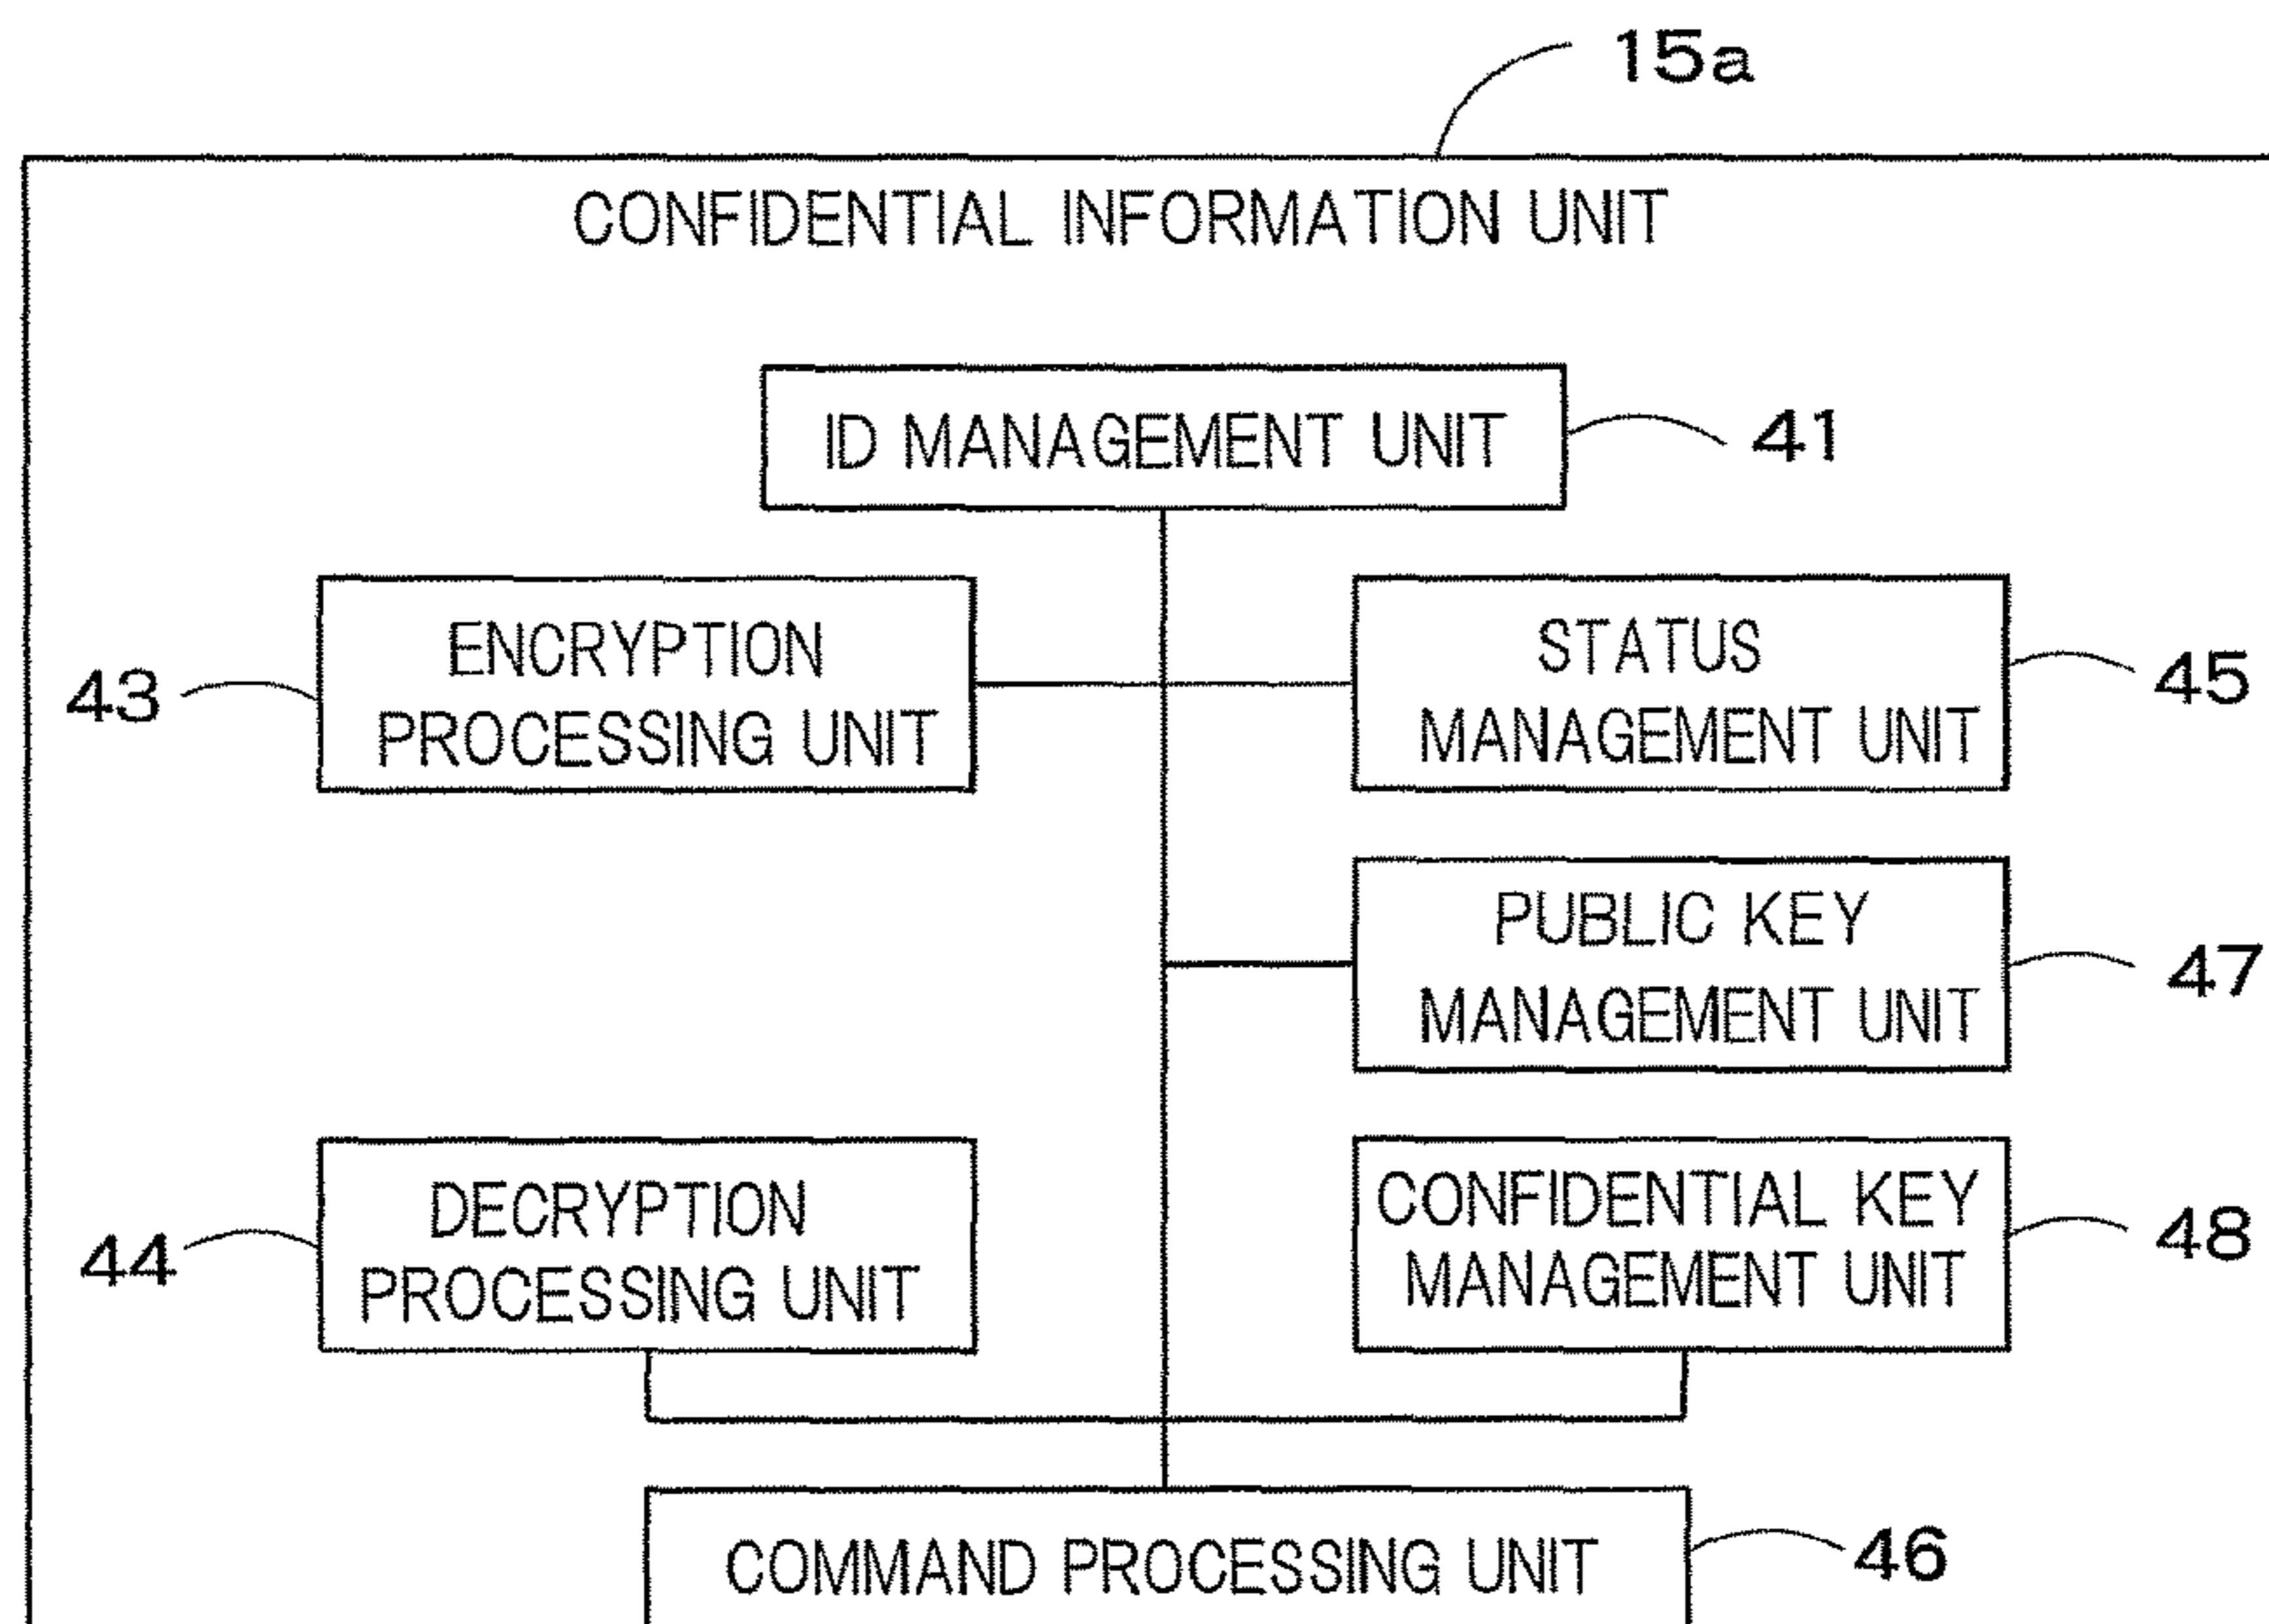 15a
CONFIDENTIAL INFORMATION UNIT
ID MANAGEMENT UNIT
41
43
ENCRYPTION
PROCESSING UNIT
STATUS
MANAGEMENT UNIT
45
PUBLIC KEY
MANAGEMENT UNIT
47
44
DECRYPTION
PROCESSING UNIT
CONFIDENTIAL KEY
MANAGEMENT UNIT
48
COMMAND PROCESSING UNIT
46